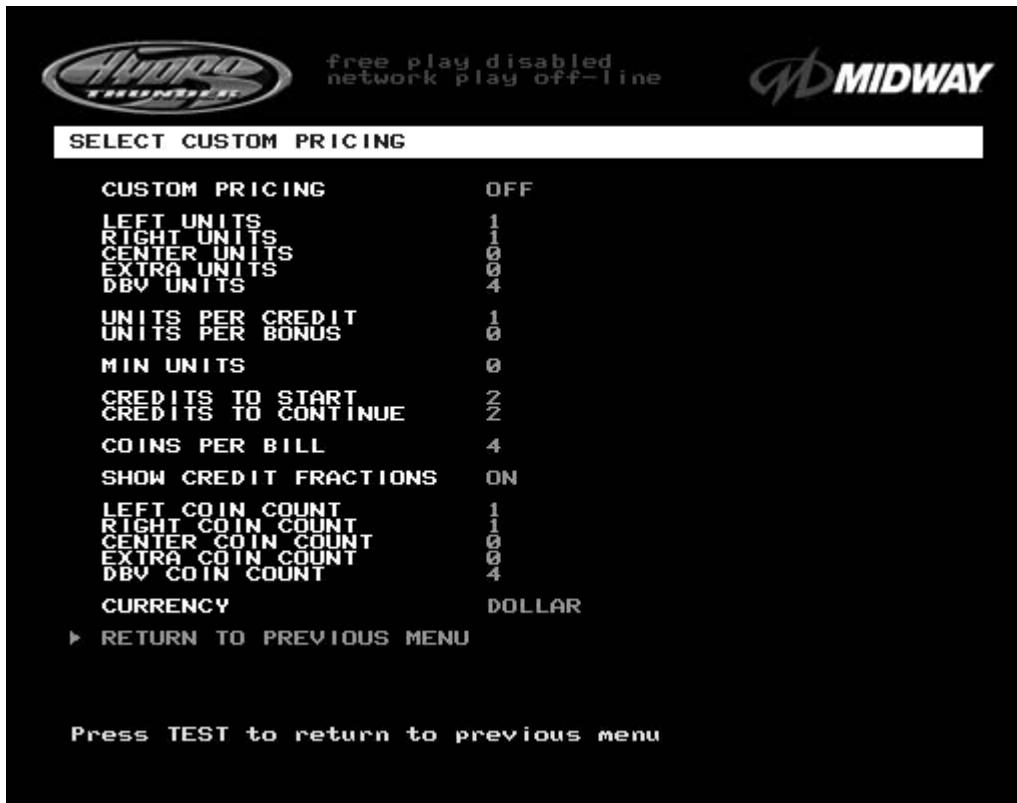 HYDRO
THUNDER
free play disabled
network play off-line
MIDWAY
SELECT CUSTOM PRICING
CUSTOM PRICING OFF
LEFT UNITS 1
RIGHT UNITS 1
CENTER UNITS 0
EXTRA UNITS 0
DBV UNITS 4
UNITS PER CREDIT 1
UNITS PER BONUS 0
MIN UNITS 0
CREDITS TO START 2
CREDITS TO CONTINUE 2
COINS PER BILL 4
SHOW CREDIT FRACTIONS ON
LEFT COIN COUNT 1
RIGHT COIN COUNT 1
CENTER COIN COUNT 0
EXTRA COIN COUNT 0
DBV COIN COUNT 4
CURRENCY DOLLAR
RETURN TO PREVIOUS MENU
Press TEST to return to previous menu